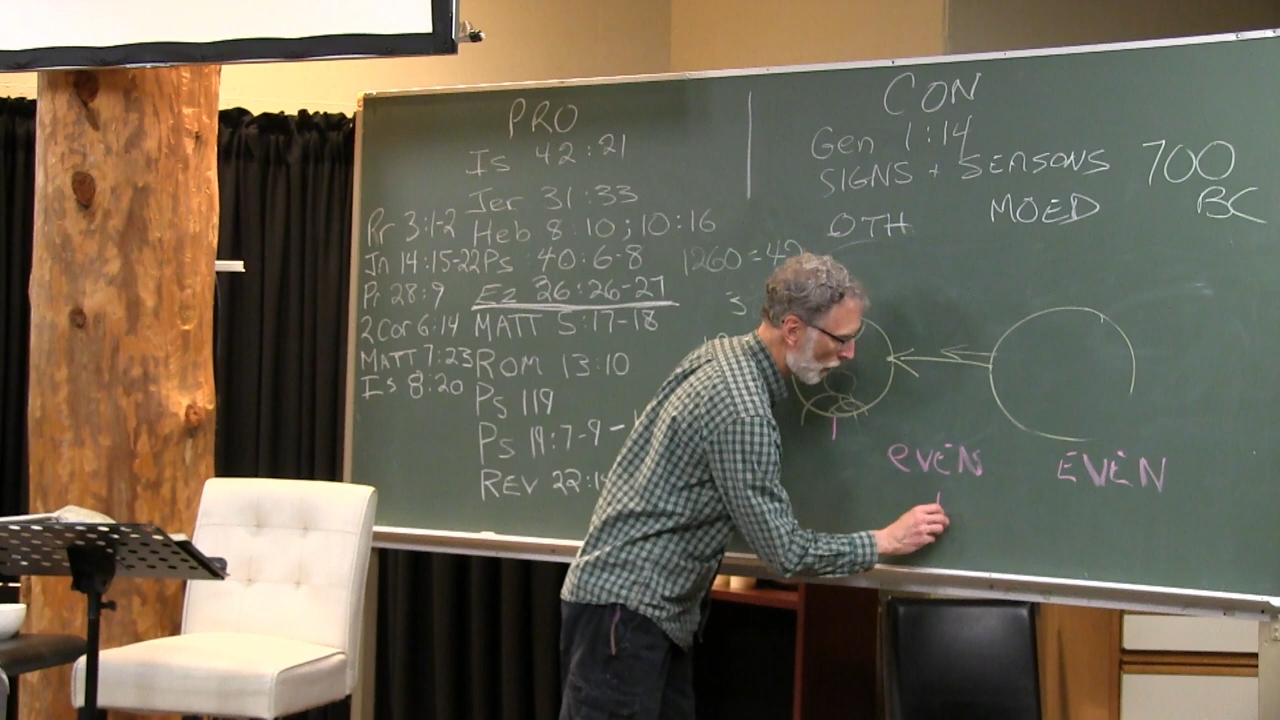 PRO
Is 42:21
Jer 31:33
Heb 8:10; 10:16
Ps 40:6-8
Ez 36:26-27
MATT 5:17-18
ROM 13:10
Ps 119
Ps 19:7-9-
REV 22:1
Pr 3:1-2
Jn 14:15-22
Pr 28:9
2Cor 6:14
MATT 7:23
Is 8:20
1260=42
3
CON
Gen 1:14
SIGNS + SEASONS
OTH MOED
700
BC
eVEN EVEN